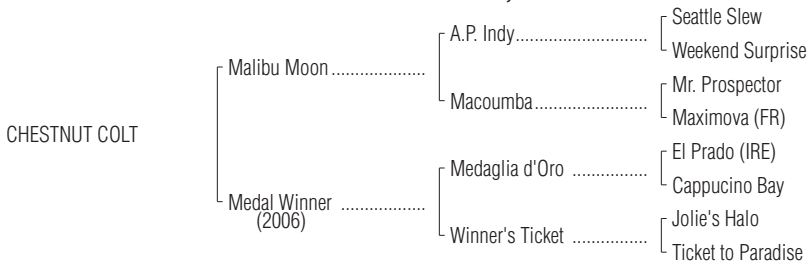 Seattle Slew
A.P. Indy
Weekend Surprise
Malibu Moon
Mr. Prospector
Macoumba
Maximova (FR)
CHESTNUT COLT
El Prado (IRE)
Medaglia d'Oro
Cappucino Bay
Medal Winner
(2006)
Jolie's Halo
Winner's Ticket
Ticket to Paradise